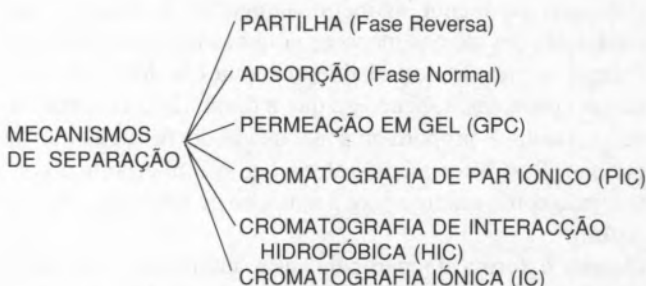 PARTILHA (Fase Reversa)
ADSORÇÃO (Fase Normal)
PERMEAÇÃO EM GEL (GPC)
MECANISMOS
DE SEPARAÇÃO
CROMATOGRAFIA DE PAR IÓNICO (PIC)
CROMATOGRAFIA DE INTERACÇÃO
HIDROFÓBICA (HIC)
CROMATOGRAFIA IÓNICA (IC)